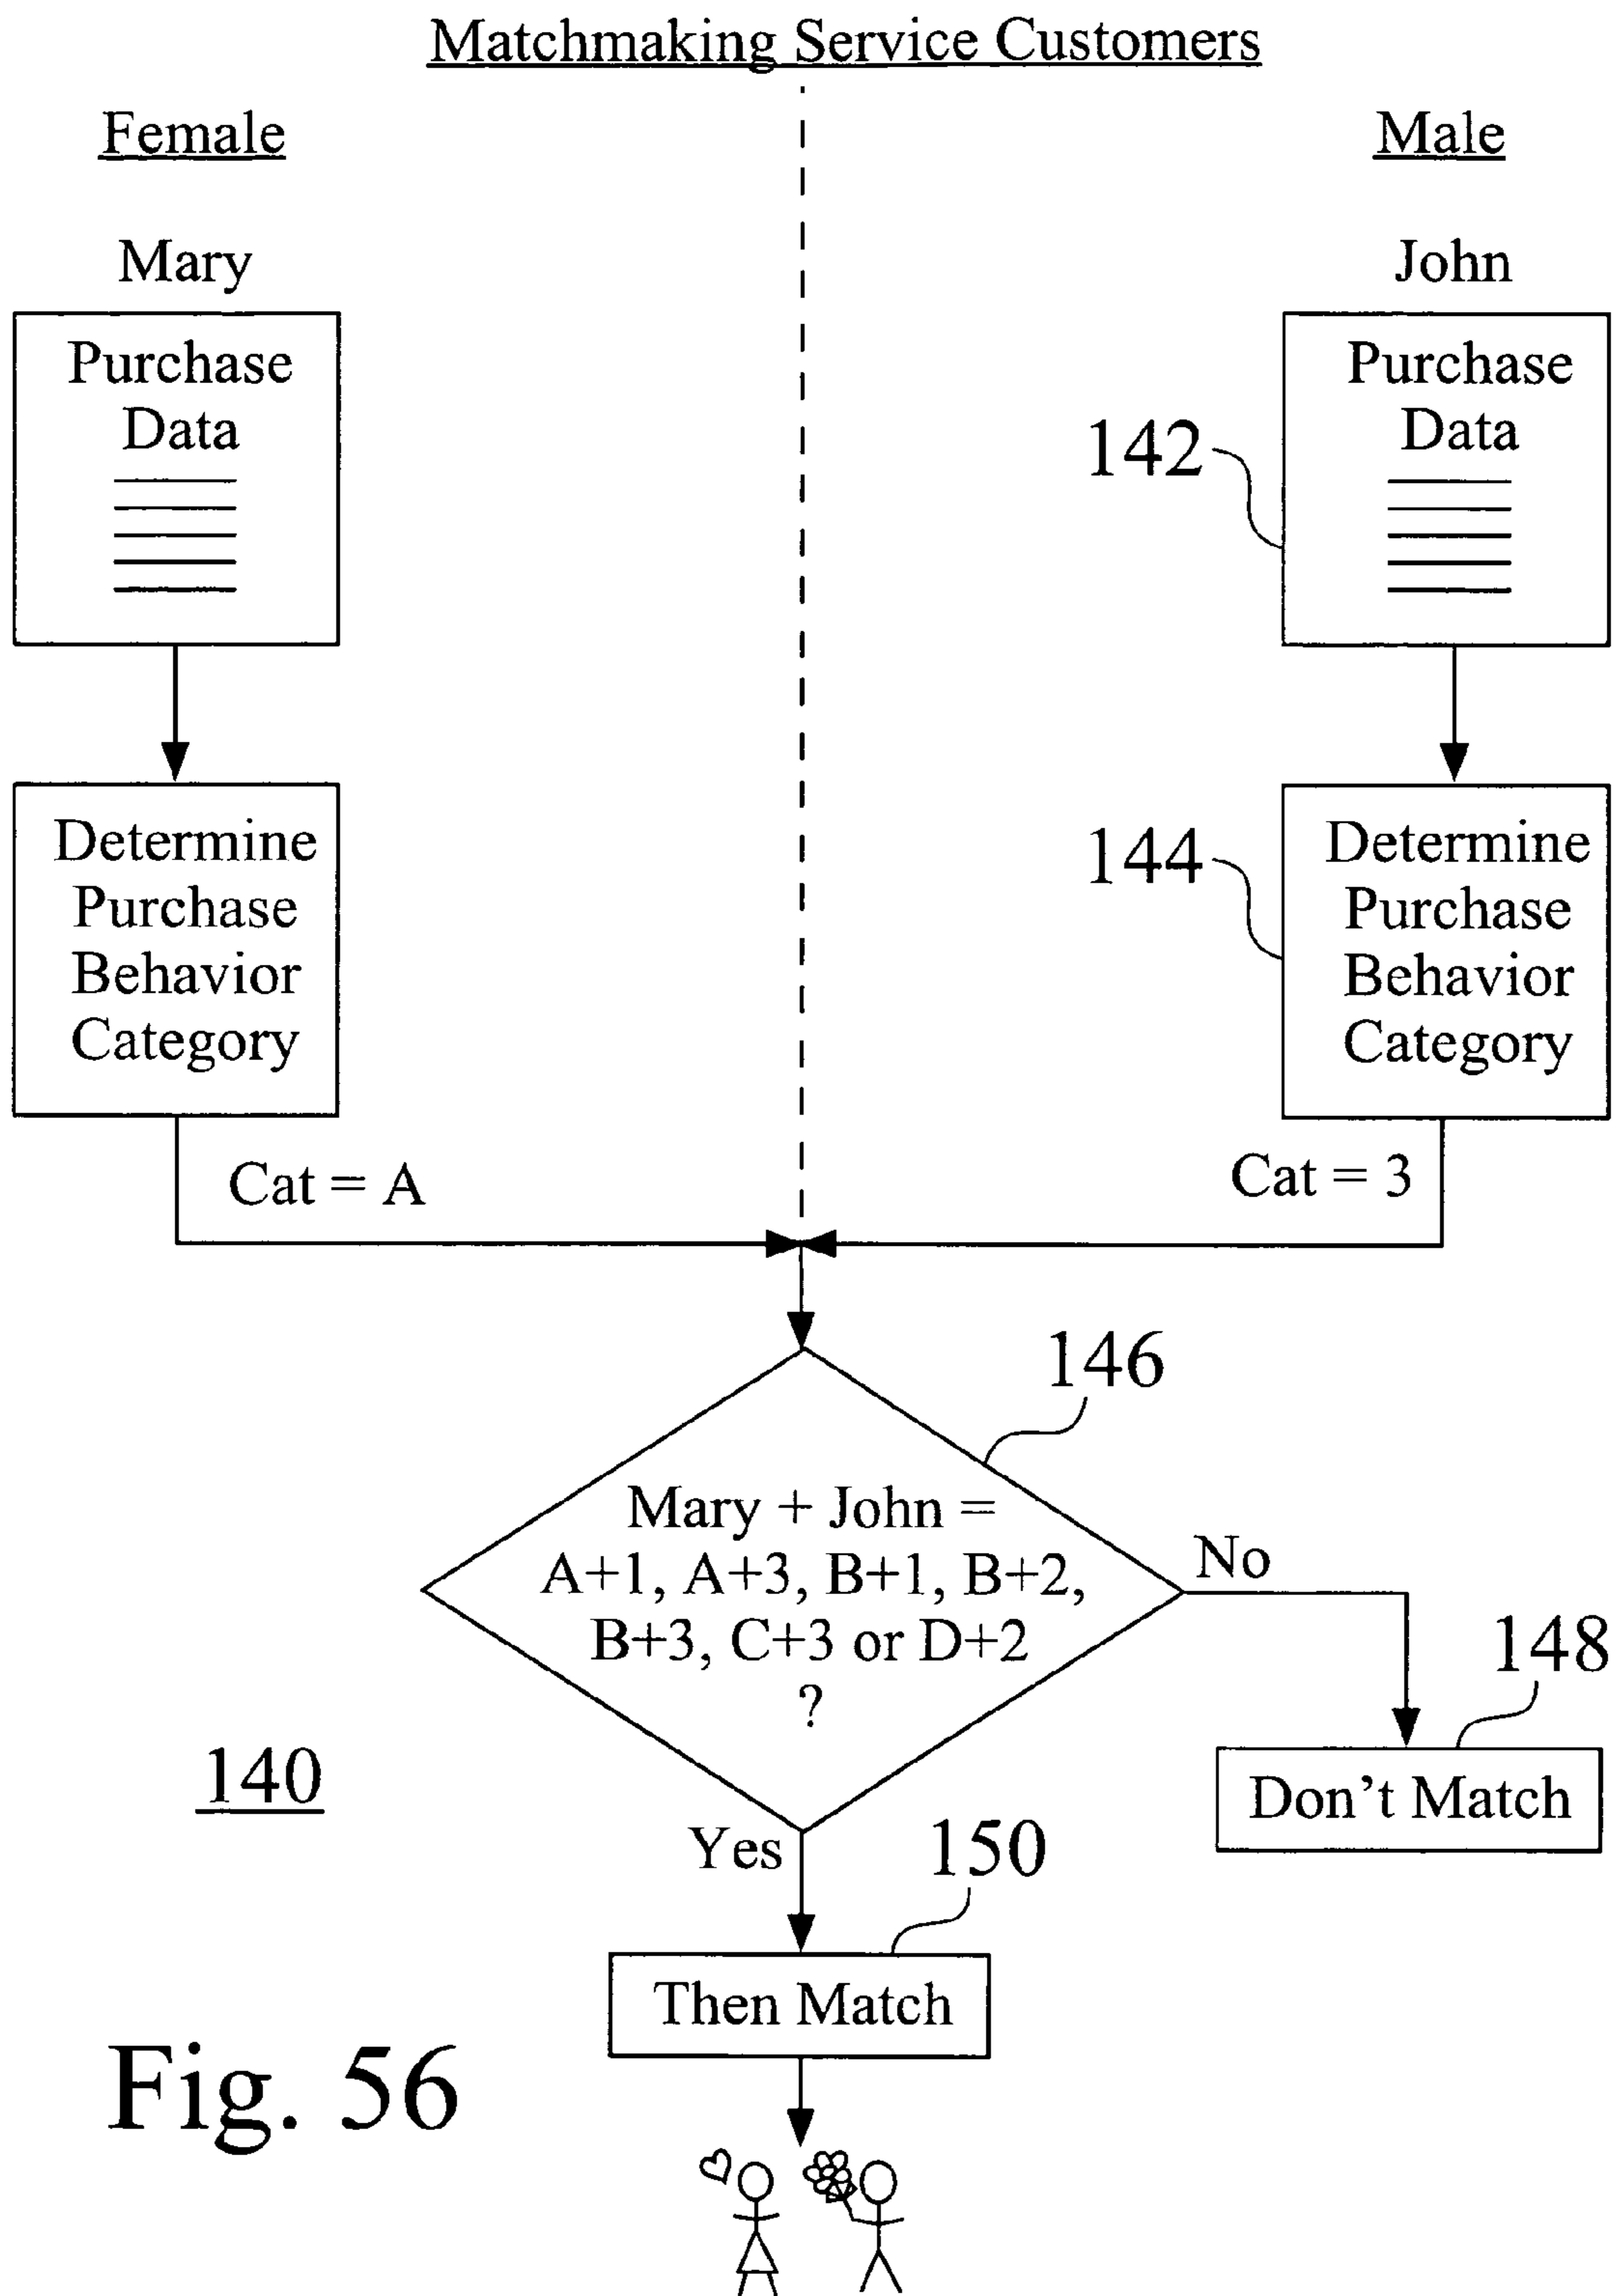 Matchmaking Service Customers
Female
Male
Mary
John
Purchase
Data
Purchase
Data
142
Determine
Purchase
Behavior
Category
144
Determine
Purchase
Behavior
Category
Cat = A
Cat = 3
146
Mary + John =
A+1, A+3, B+1, B+2,
B+3, C+3 or D+2
?
No
148
Don't Match
140
Yes
150
Then Match
Fig. 56